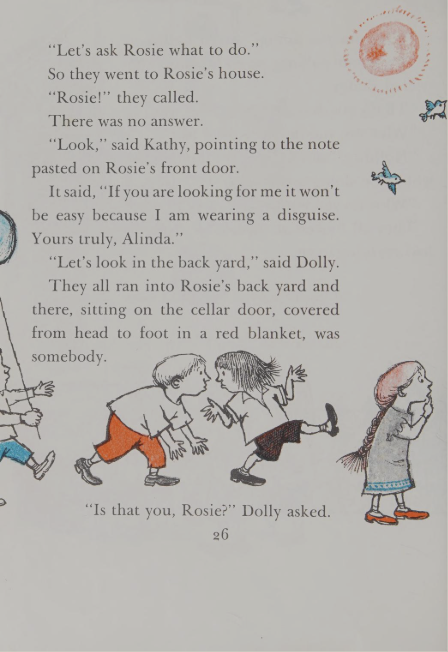 "Let's ask Rosie what to do."
So they went to Rosie's house.
"Rosie!" they called.
There was no answer.
"Look," said Kathy, pointing to the note
pasted on Rosie's front door.
It said, "If you are looking for me it won't
be easy because I am wearing a disguise.
Yours truly, Alinda."
"Let's look in the back yard," said Dolly.
They all ran into Rosie's back yard and
there, sitting on the cellar door, covered
from head to foot in a red blanket, was
somebody.
"Is that you, Rosie?" Dolly asked.
26